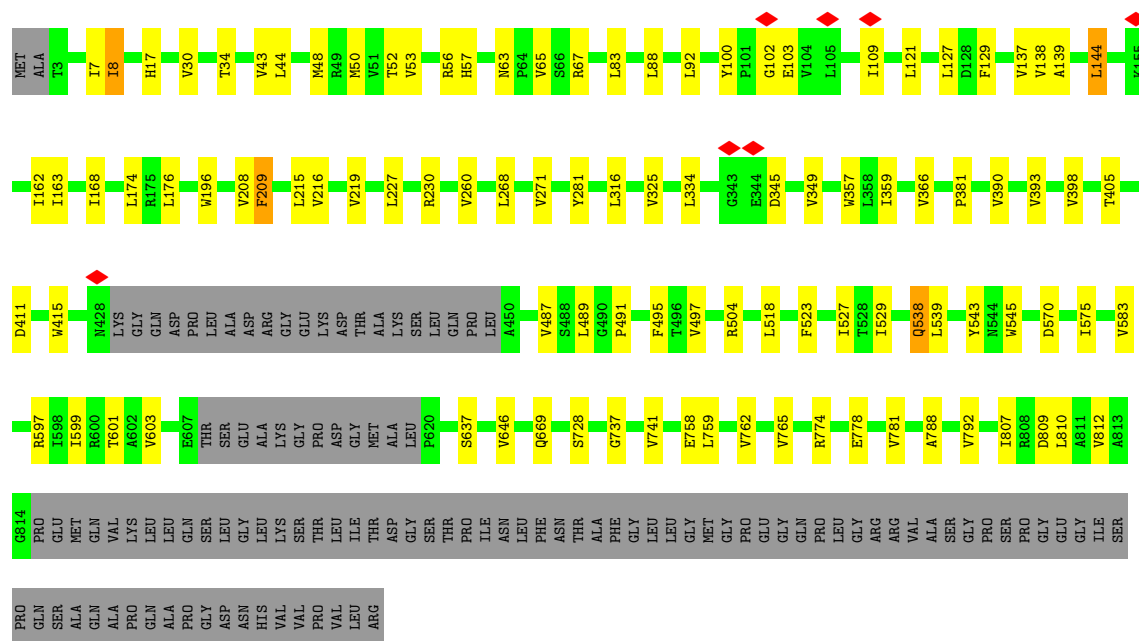 MET ALA T3 I7 I8 H17 V30 T34 V43 L44 M48 R49 M50 V51 T52 V53 R56 H57 N63 P64 V65 S66 R67 L83 L88 L92 Y100 P101 G102 E103 V104 L105 I109 L121 L127 D128 F129 V137 V138 A139 L144 K155
I162 I163 I168 L174 R175 L176 W196 V208 F209 L215 V216 V219 L227 R230 V260 L268 V271 Y281 L316 V325 L334 G343 E344 D345 V349 W357 L358 I359 V366 P381 V390 V393 V398 T405
D411 W415 N428 LYS GLY GLN ASP PRO LEU ALA ASP ARG GLY GLU LYS ASP THR ALA LYS SER LEU GLN PRO LEU A450 V487 S488 L489 G490 P491 F495 T496 V497 R504 L518 F523 I527 T528 I529 Q538 L539 Y543 N544 W545 D570 I575 V583
R597 I598 I599 R600 T601 A602 V603 E607 THR SER GLU ALA LYS GLY PRO ASP GLY MET ALA LEU P620 S637 V646 Q669 S728 G737 V741 E758 L759 V762 V765 R774 E778 V781 A788 V792 I807 R808 D809 L810 A811 V812 A813
G814 PRO GLU MET GLN VAL LYS LEU LEU GLN SER LEU GLY LEU LYS SER THR LEU ILE THR ASP GLY SER THR PRO ILE ASN LEU PHE ASN THR ALA PHE GLY LEU LEU GLY MET GLY PRO GLU GLY GLN PRO LEU GLY ARG ARG VAL ALA SER GLY PRO SER PRO GLU GLY ILE SER
PRO GLN SER ALA GLN ALA PRO GLN ALA PRO GLY ASP ASN HIS VAL VAL PRO VAL LEU ARG